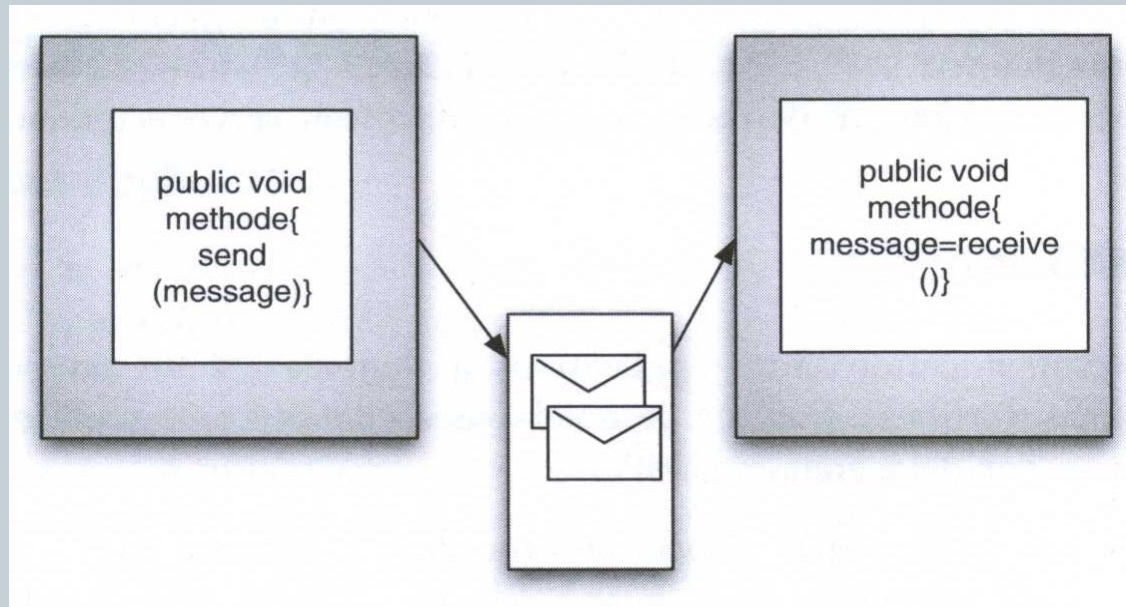 public void
methode{
send
(message)}
public void
methode{
message=receive
()}